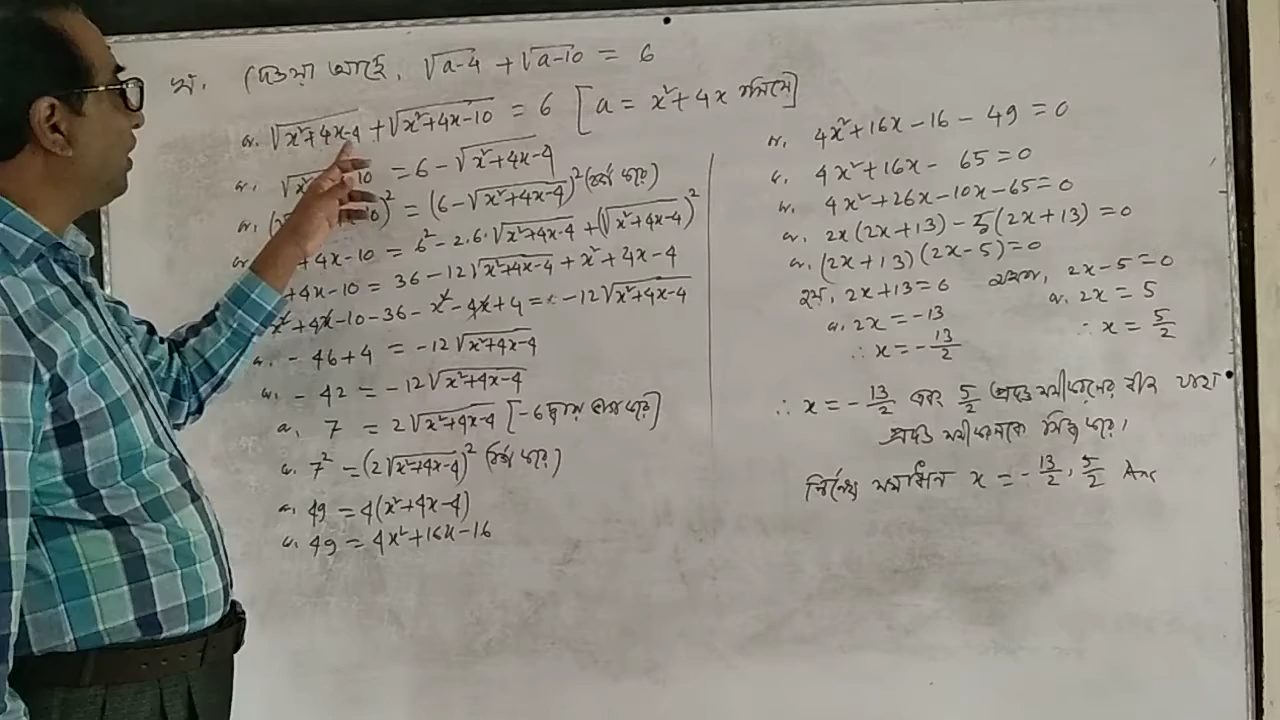 খ. দেওয়া আছে, √a-4 + √a-10 = 6
বা, √x²+4x-4 + √x²+4x-10 = 6 [a = x²+4x বসিয়ে]
বা, = 6 - √x²+4x-4
বা, )² = (6 - √x²+4x-4)² (বর্গ করে)
বা, +4x-10 = 6² - 2.6.√x²+4x-4 + (√x²+4x-4)²
+4x-10 = 36 - 12√x²+4x-4 + x² + 4x - 4
x² + 4x - 10 - 36 - x² - 4x + 4 = -12√x²+4x-4
বা, - 46 + 4 = -12√x²+4x-4
বা, - 42 = -12√x²+4x-4
বা, 7 = 2√x²+4x-4 [-6 দ্বারা ভাগ করে]
বা, 7² = (2√x²+4x-4)² (বর্গ করে)
বা, 49 = 4(x²+4x-4)
বা, 49 = 4x²+16x-16
বা, 4x²+16x-16-49=0
বা, 4x²+16x-65=0
বা, 4x²+26x-10x-65=0
বা, 2x(2x+13)-5(2x+13)=0
বা, (2x+13)(2x-5)=0
হয়, 2x+13=0 অথবা, 2x-5=0
বা, 2x = -13 বা, 2x = 5
∴ x = -13/2 ∴ x = 5/2
∴ x = -13/2 এবং 5/2 প্রদত্ত সমীকরণের বীজ যারা
প্রদত্ত সমীকরণকে সিদ্ধ করে।
নির্ণেয় সমাধান x = -13/2, 5/2 Ans